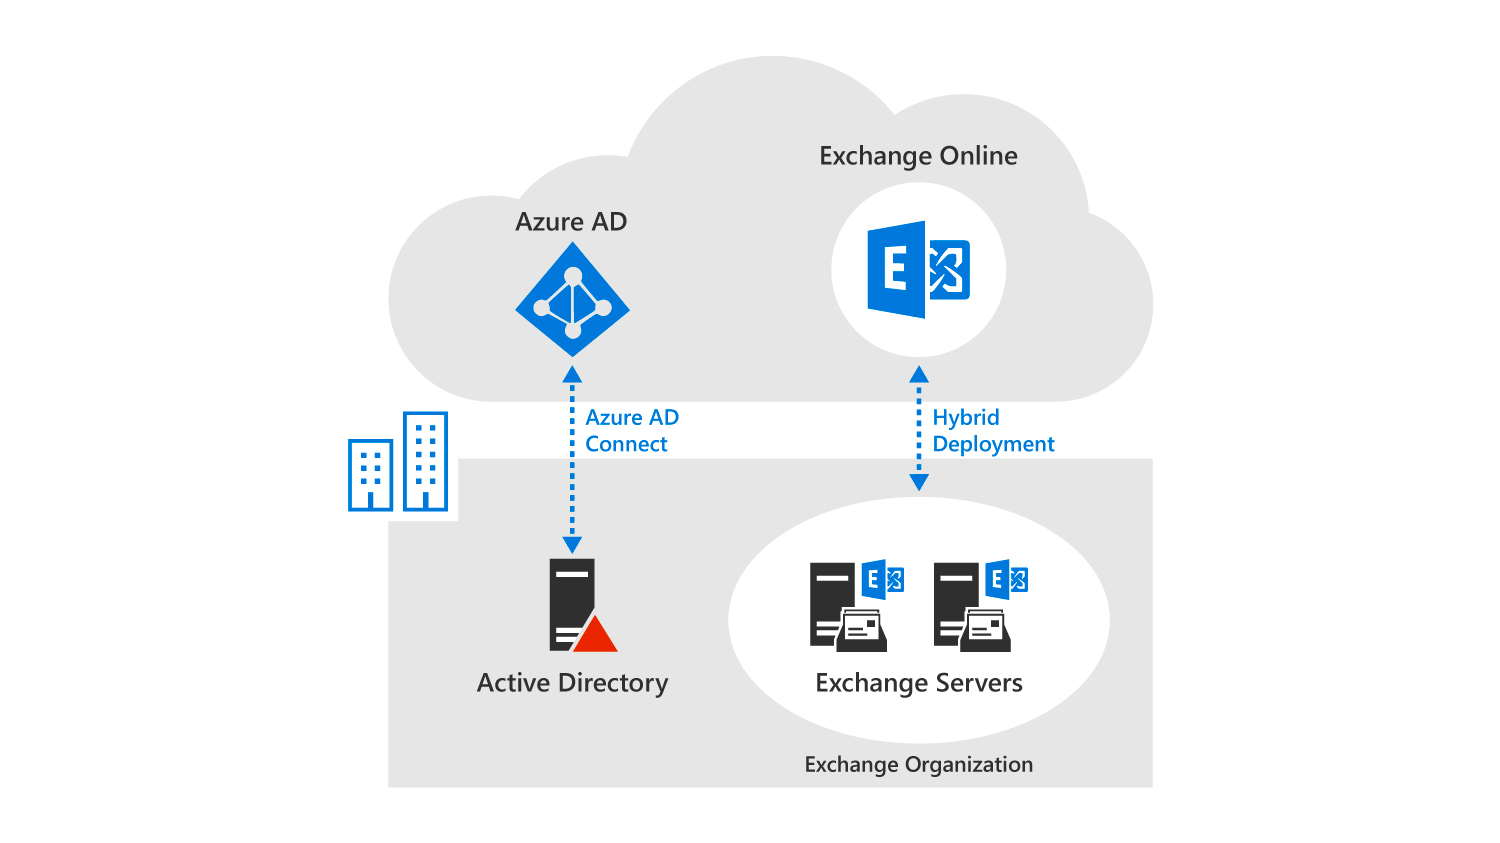 Exchange Online
Azure AD
E
Azure AD
Connect
Hybrid
Deployment
E
E
Active Directory
Exchange Servers
Exchange Organization